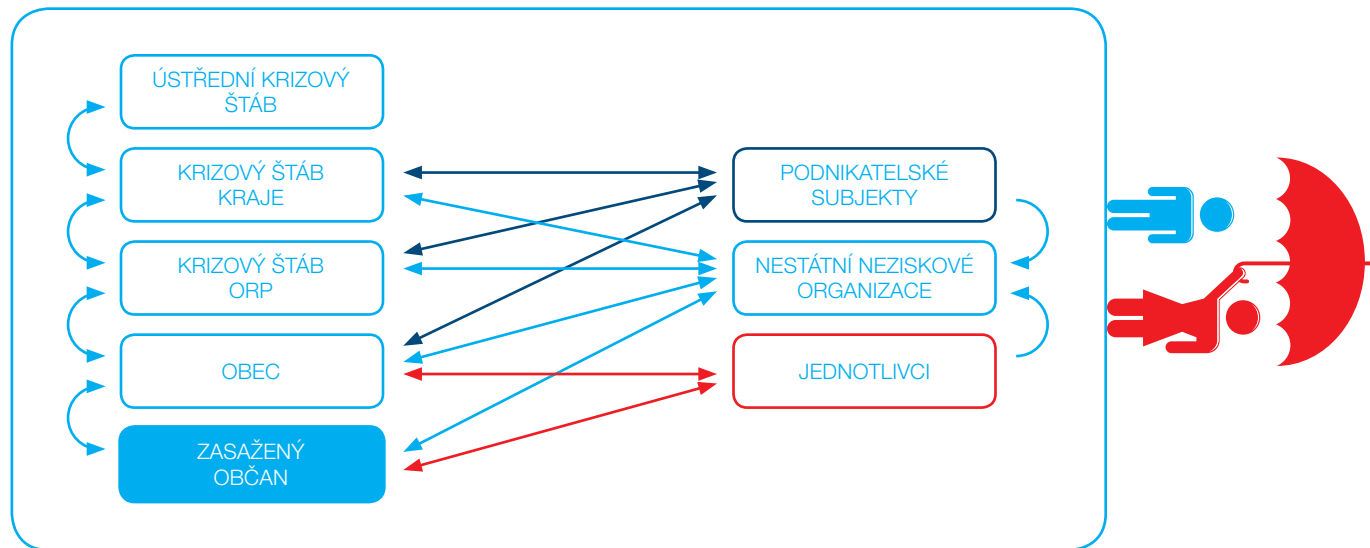 ÚSTŘEDNÍ KRIZOVÝ
ŠTÁB
KRIZOVÝ ŠTÁB
KRAJE
KRIZOVÝ ŠTÁB
ORP
OBEC
ZASAŽENÝ
OBČAN
PODNIKATELSKÉ
SUBJEKTY
NESTÁTNÍ NEZISKOVÉ
ORGANIZACE
JEDNOTLIVCI